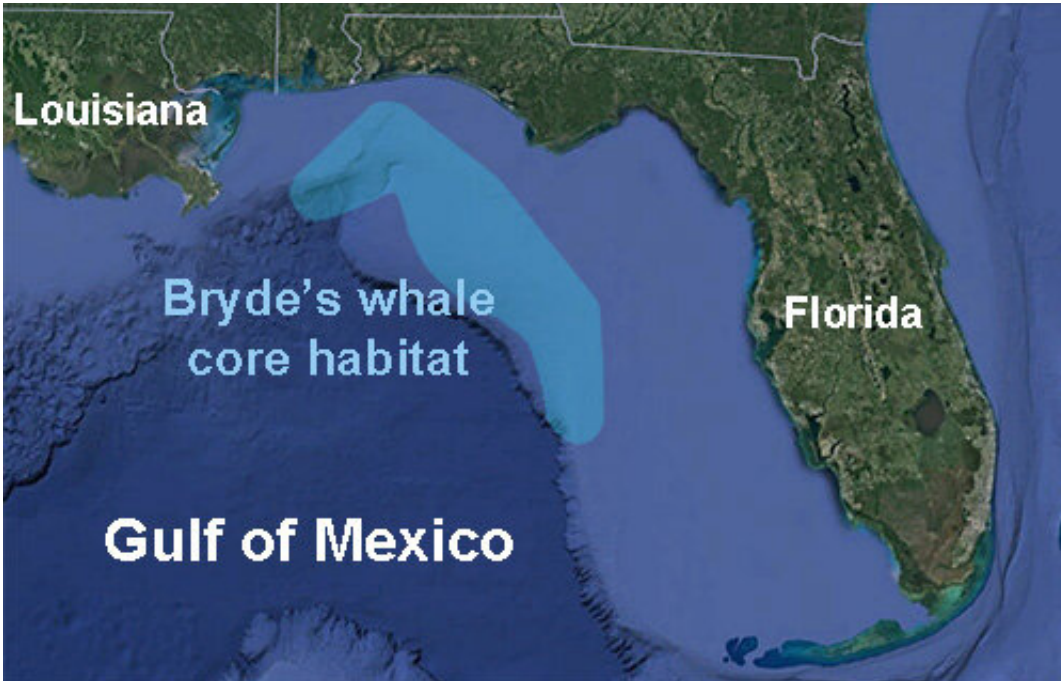 Louisiana
Bryde's whale
core habitat
Florida
Gulf of Mexico